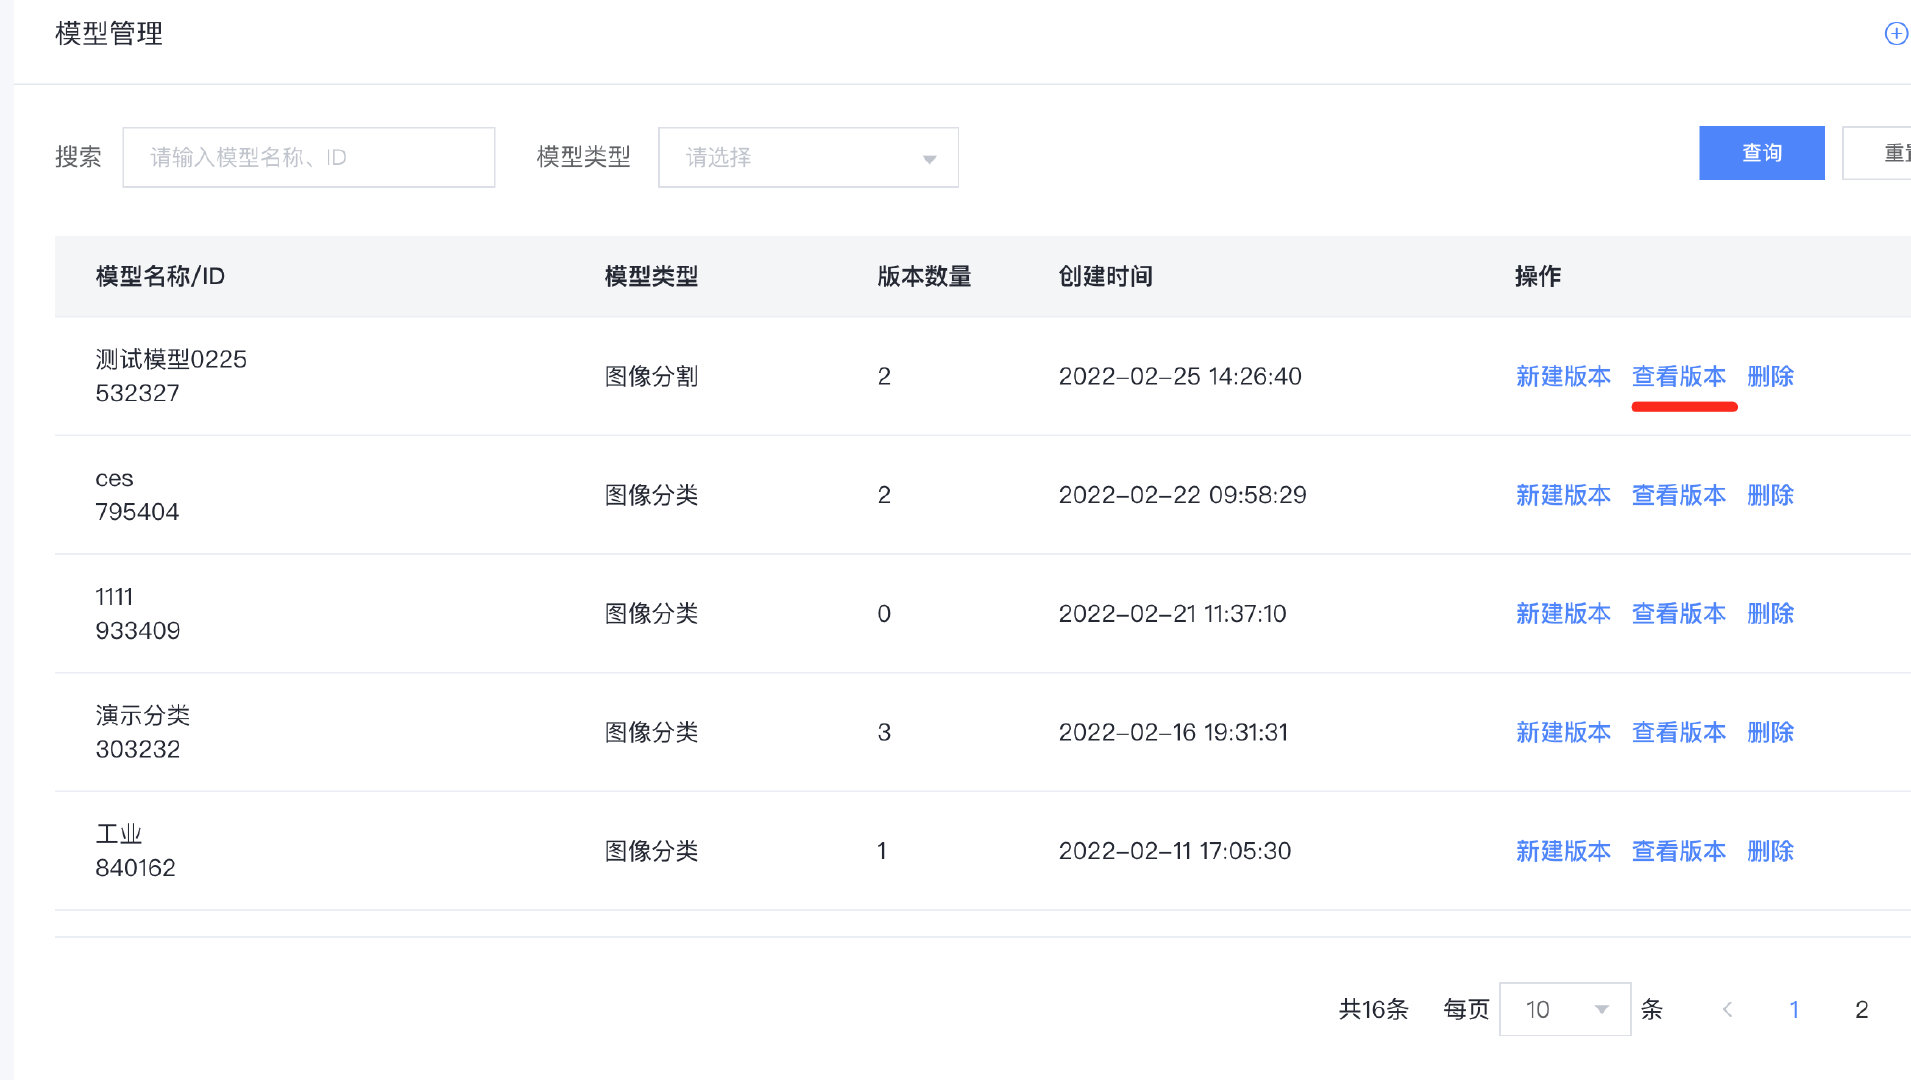 模型管理
搜索 请输入模型名称、ID 模型类型 请选择 查询 重置
模型名称/ID 模型类型 版本数量 创建时间 操作
测试模型0225
532327
图像分割 2 2022-02-25 14:26:40 新建版本 查看版本 删除
ces
795404
图像分类 2 2022-02-22 09:58:29 新建版本 查看版本 删除
1111
933409
图像分类 0 2022-02-21 11:37:10 新建版本 查看版本 删除
演示分类
303232
图像分类 3 2022-02-16 19:31:31 新建版本 查看版本 删除
工业
840162
图像分类 1 2022-02-11 17:05:30 新建版本 查看版本 删除
共16条 每页 10 条 1 2